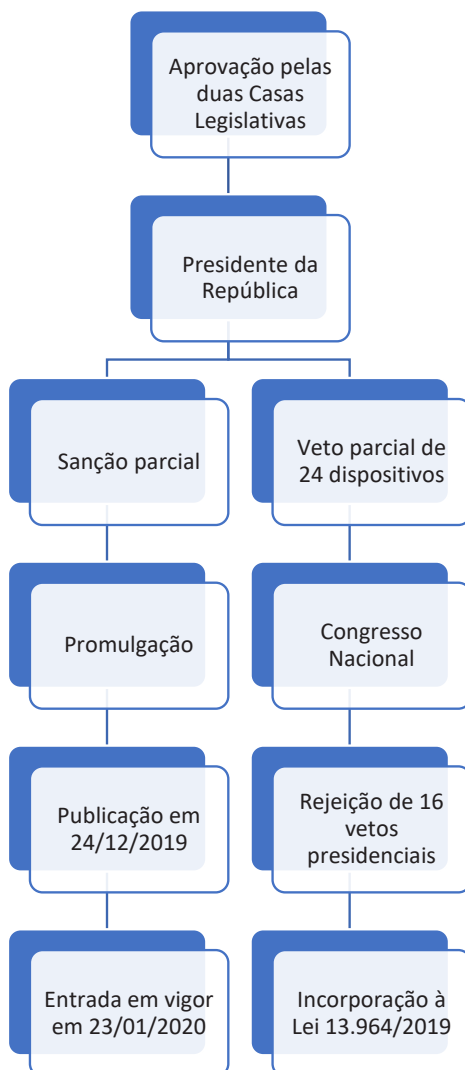 Aprovação pelas
duas Casas
Legislativas
Presidente da
República
Sanção parcial
Veto parcial de
24 dispositivos
Promulgação
Congresso
Nacional
Publicação em
24/12/2019
Rejeição de 16
vetos
presidenciais
Entrada em vigor
em 23/01/2020
Incorporação à
Lei 13.964/2019